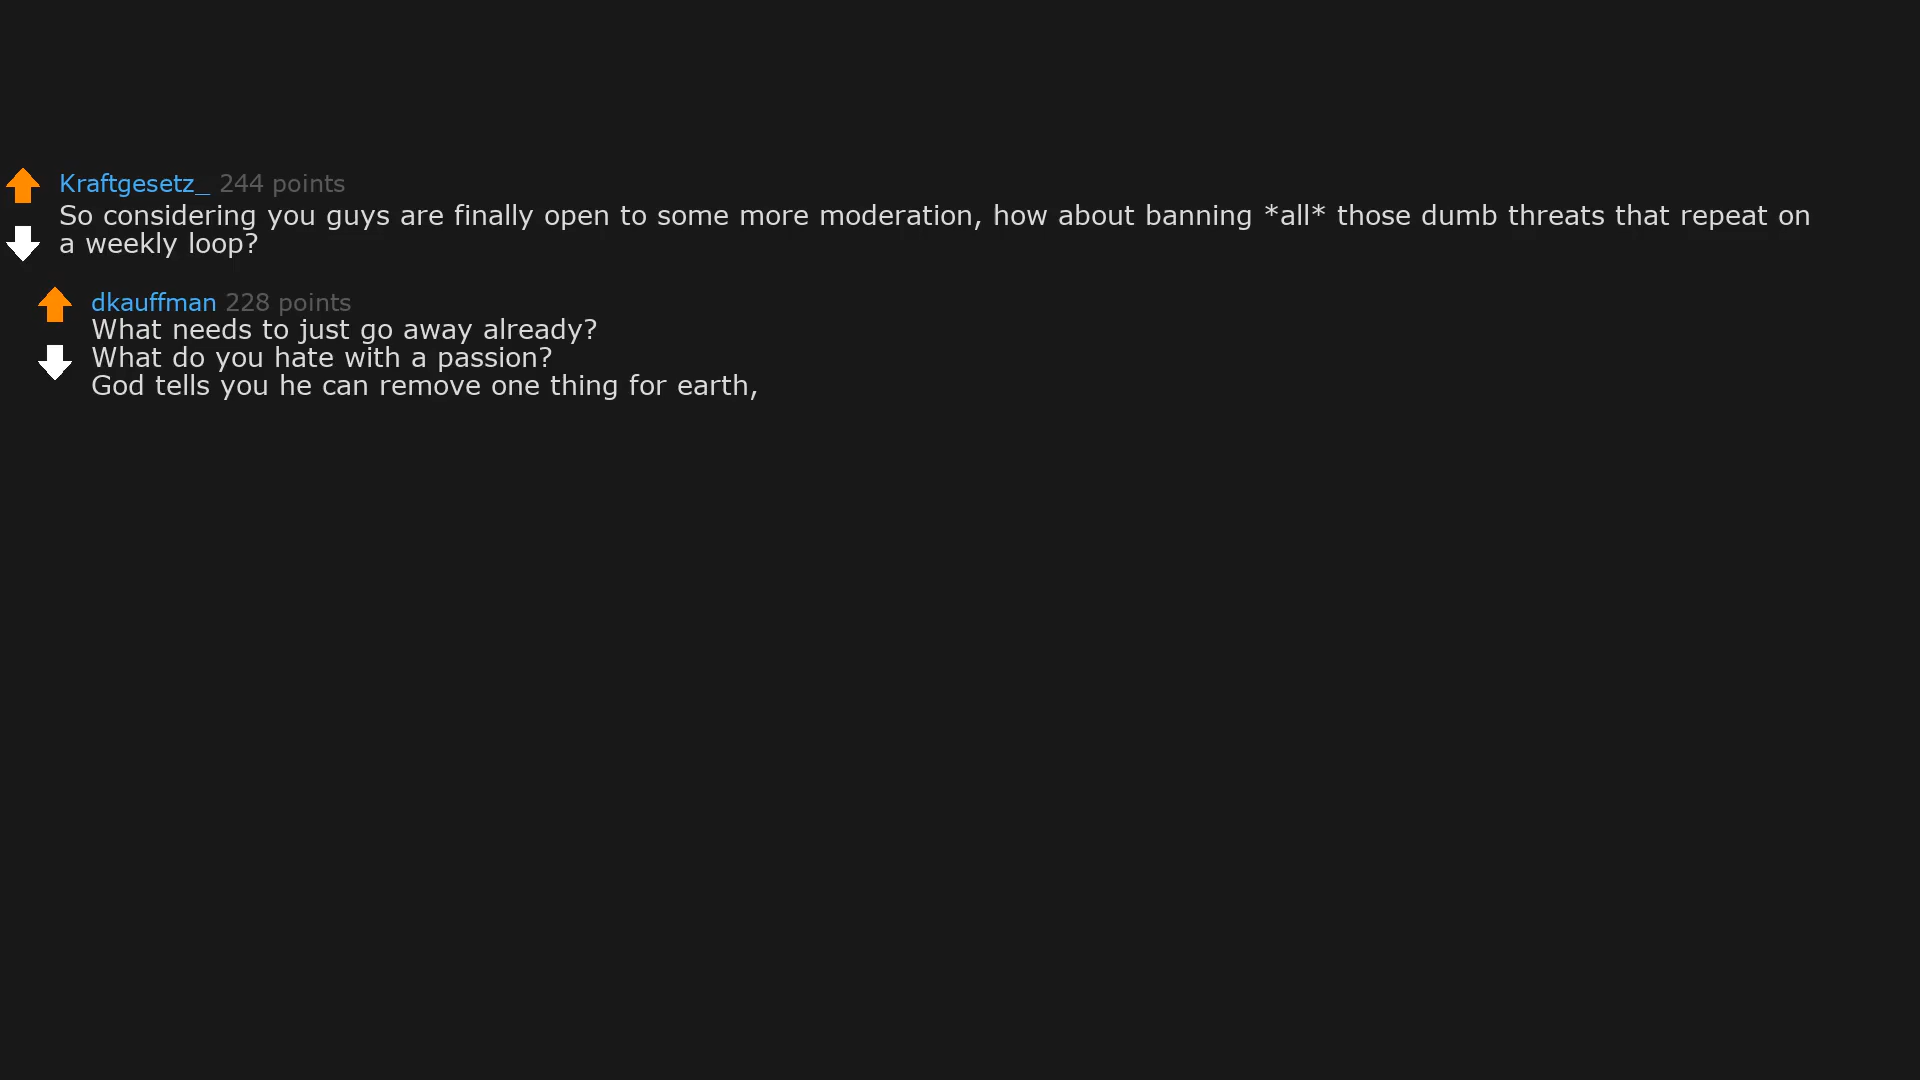 Kraftgesetz_ 244 points
So considering you guys are finally open to some more moderation, how about banning *all* those dumb threats that repeat on
a weekly loop?
dkauffman 228 points
What needs to just go away already?
What do you hate with a passion?
God tells you he can remove one thing for earth,